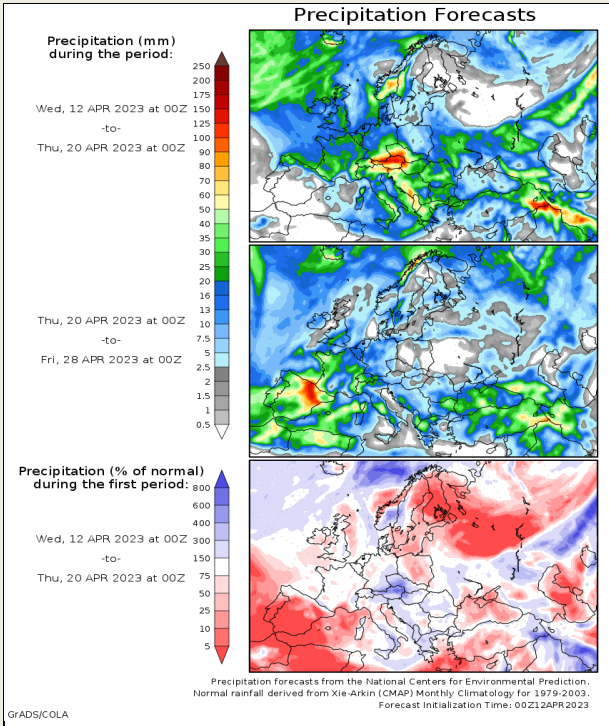 Precipitation Forecasts
Precipitation (mm)
during the period:
Wed, 12 APR 2023 at 00Z
-to-
Thu, 20 APR 2023 at 00Z
250
200
175
150
125
100
90
80
70
60
50
40
35
30
25
20
16
13
10
7.5
5
2.5
2
1.5
1
0.5
Thu, 20 APR 2023 at 00Z
-to-
Fri, 28 APR 2023 at 00Z
Precipitation (% of normal)
during the first period:
Wed, 12 APR 2023 at 00Z
-to-
Thu, 20 APR 2023 at 00Z
800
600
400
300
150
75
50
25
10
5
Precipitation forecasts from the National Centers for Environmental Prediction.
Normal rainfall derived from Xie-Arkin (CMAP) Monthly Climatology for 1979-2003.
Forecast Initialization Time: 00Z12APR2023
GrADS/COLA